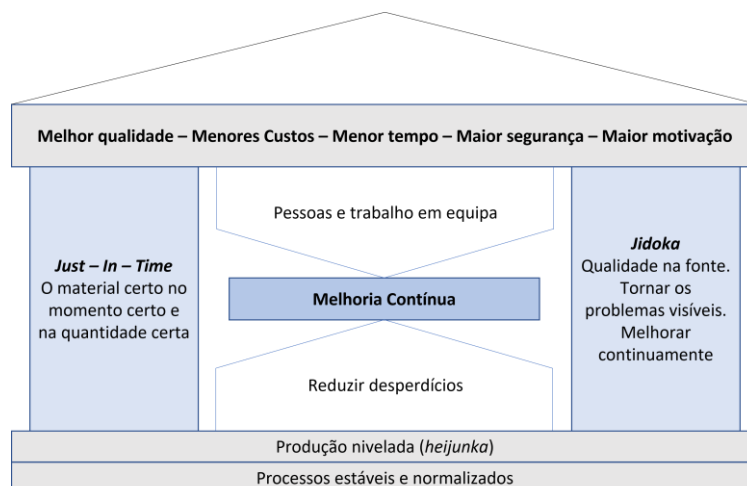 Melhor qualidade – Menores Custos – Menor tempo – Maior segurança – Maior motivação
Just – In – Time
O material certo no
momento certo e
na quantidade certa
Pessoas e trabalho em equipa
Melhoria Contínua
Reduzir desperdícios
Jidoka
Qualidade na fonte.
Tornar os
problemas visíveis.
Melhorar
continuamente
Produção nivelada (heijunka)
Processos estáveis e normalizados